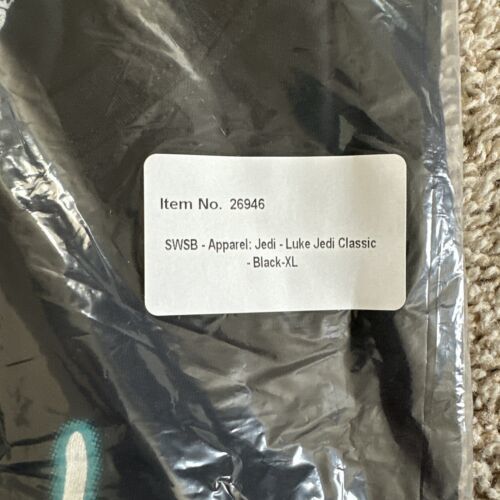 Item No. 26946
SWSB - Apparel: Jedi - Luke Jedi Classic
- Black-XL